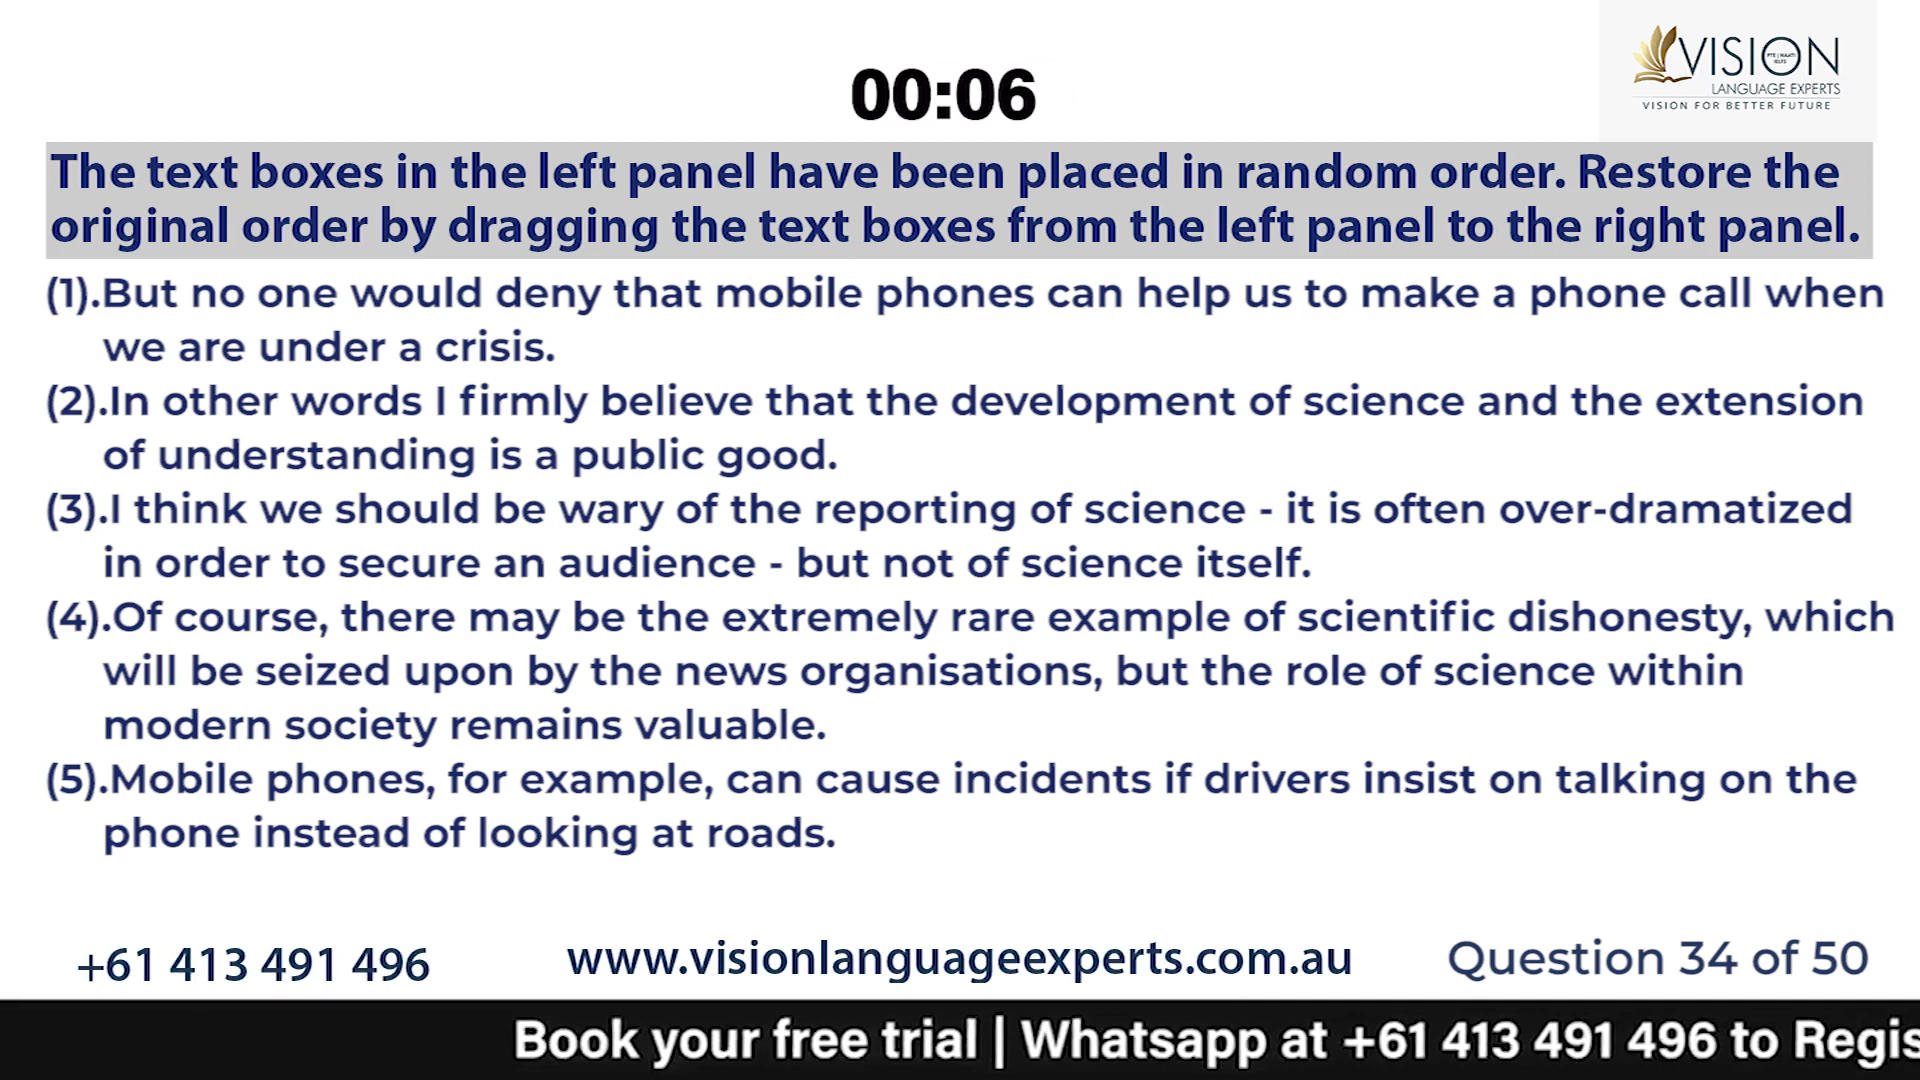 VISION
PTE | NAATI
IELTS
LANGUAGE EXPERTS
VISION FOR BETTER FUTURE
00:06
The text boxes in the left panel have been placed in random order. Restore the
original order by dragging the text boxes from the left panel to the right panel.
(1).But no one would deny that mobile phones can help us to make a phone call when
we are under a crisis.
(2).In other words I firmly believe that the development of science and the extension
of understanding is a public good.
(3).I think we should be wary of the reporting of science - it is often over-dramatized
in order to secure an audience - but not of science itself.
(4).Of course, there may be the extremely rare example of scientific dishonesty, which
will be seized upon by the news organisations, but the role of science within
modern society remains valuable.
(5).Mobile phones, for example, can cause incidents if drivers insist on talking on the
phone instead of looking at roads.
+61 413 491 496
www.visionlanguageexperts.com.au
Question 34 of 50
Book your free trial | Whatsapp at +61 413 491 496 to Regis